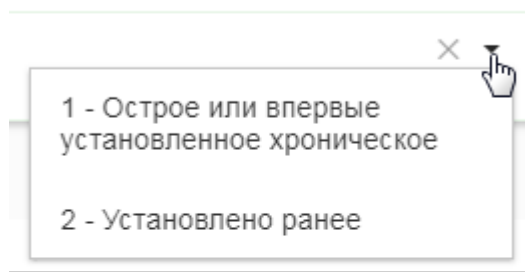 1 - Острое или впервые
установленное хроническое
2 - Установлено ранее